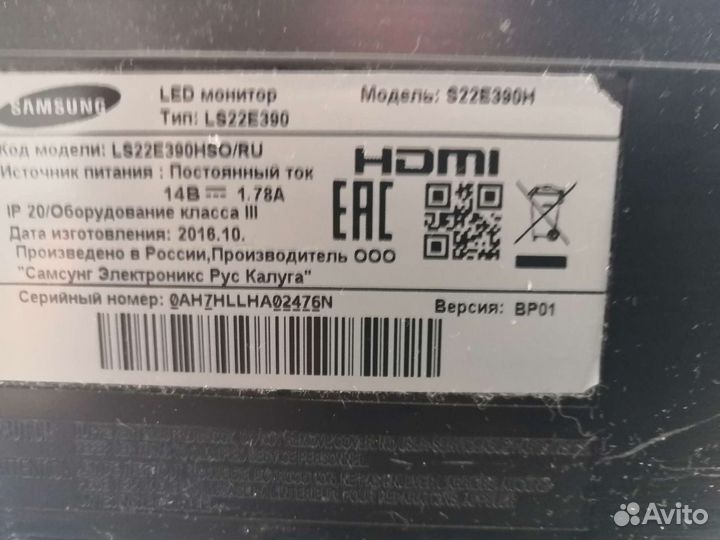 SAMSUNG
LED монитор
Модель: S22E390H
Тип: LS22E390
Код модели: LS22E390HSO/RU
HDMI
Источник питания : Постоянный ток
14В 1.78А
EAC
IP 20/Оборудование класса III
Дата изготовления: 2016.10.
Произведено в России,Производитель ООО
"Самсунг Электроникс Рус Калуга"
Серийный номер: 0AH7HLLHA02476N
Версия: BP01
Avito